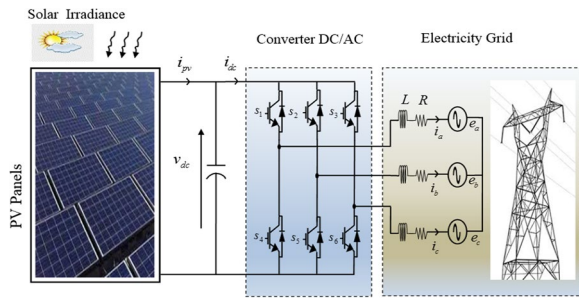 Solar Irradiance
Converter DC/AC
Electricity Grid
i_pv
i_dc
L R
s_1
s_2
s_3
i_a
e_a
v_dc
PV Panels
i_b
e_b
s_4
s_5
s_6
i_c
e_c